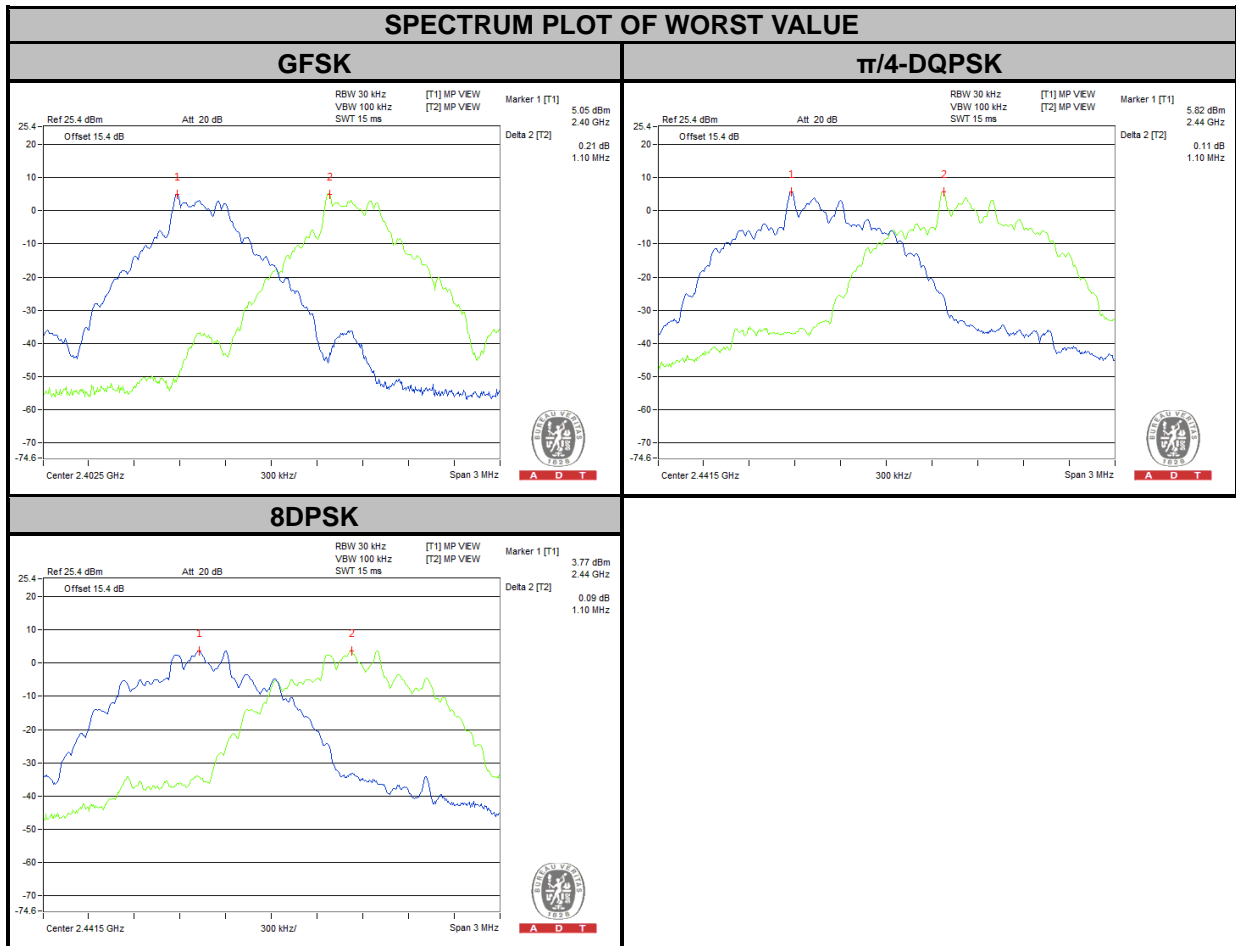 SPECTRUM PLOT OF WORST VALUE
GFSK
RBW 30 kHz [T1] MP VIEW
VBW 100 kHz [T2] MP VIEW
Ref 25.4 dBm Att 20 dB SWT 15 ms
Marker 1 [T1]
5.05 dBm
2.40 GHz
Delta 2 [T2]
0.21 dB
1.10 MHz
25.4
Offset 15.4 dB
20
10
0
-10
-20
-30
-40
-50
-60
-70
-74.6
1
2
Center 2.4025 GHz 300 kHz/ Span 3 MHz
BUREAU VERITAS
1828
A D T
π/4-DQPSK
RBW 30 kHz [T1] MP VIEW
VBW 100 kHz [T2] MP VIEW
Ref 25.4 dBm Att 20 dB SWT 15 ms
Marker 1 [T1]
5.82 dBm
2.44 GHz
Delta 2 [T2]
0.11 dB
1.10 MHz
25.4
Offset 15.4 dB
20
10
0
-10
-20
-30
-40
-50
-60
-70
-74.6
1
2
Center 2.4415 GHz 300 kHz/ Span 3 MHz
BUREAU VERITAS
1828
A D T
8DPSK
RBW 30 kHz [T1] MP VIEW
VBW 100 kHz [T2] MP VIEW
Ref 25.4 dBm Att 20 dB SWT 15 ms
Marker 1 [T1]
3.77 dBm
2.44 GHz
Delta 2 [T2]
0.09 dB
1.10 MHz
25.4
Offset 15.4 dB
20
10
0
-10
-20
-30
-40
-50
-60
-70
-74.6
1
2
Center 2.4415 GHz 300 kHz/ Span 3 MHz
BUREAU VERITAS
1828
A D T